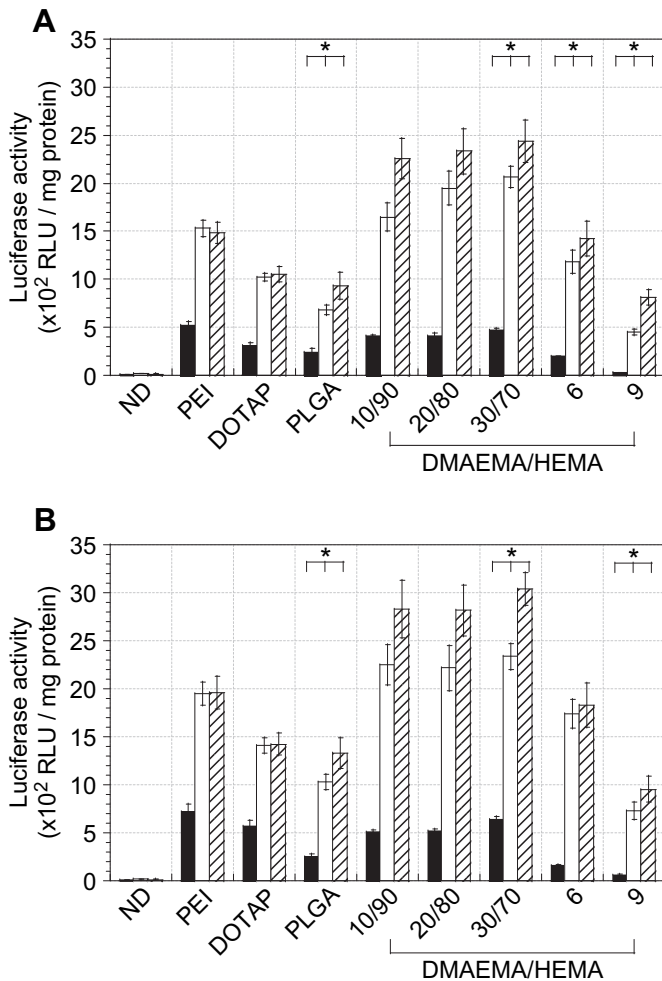 A
Luciferase activity
(x10² RLU / mg protein)
35
30
25
20
15
10
5
0
* * * *
ND PEI DOTAP PLGA 10/90 20/80 30/70 6 9
DMAEMA/HEMA
B
Luciferase activity
(x10² RLU / mg protein)
35
30
25
20
15
10
5
0
* * *
ND PEI DOTAP PLGA 10/90 20/80 30/70 6 9
DMAEMA/HEMA